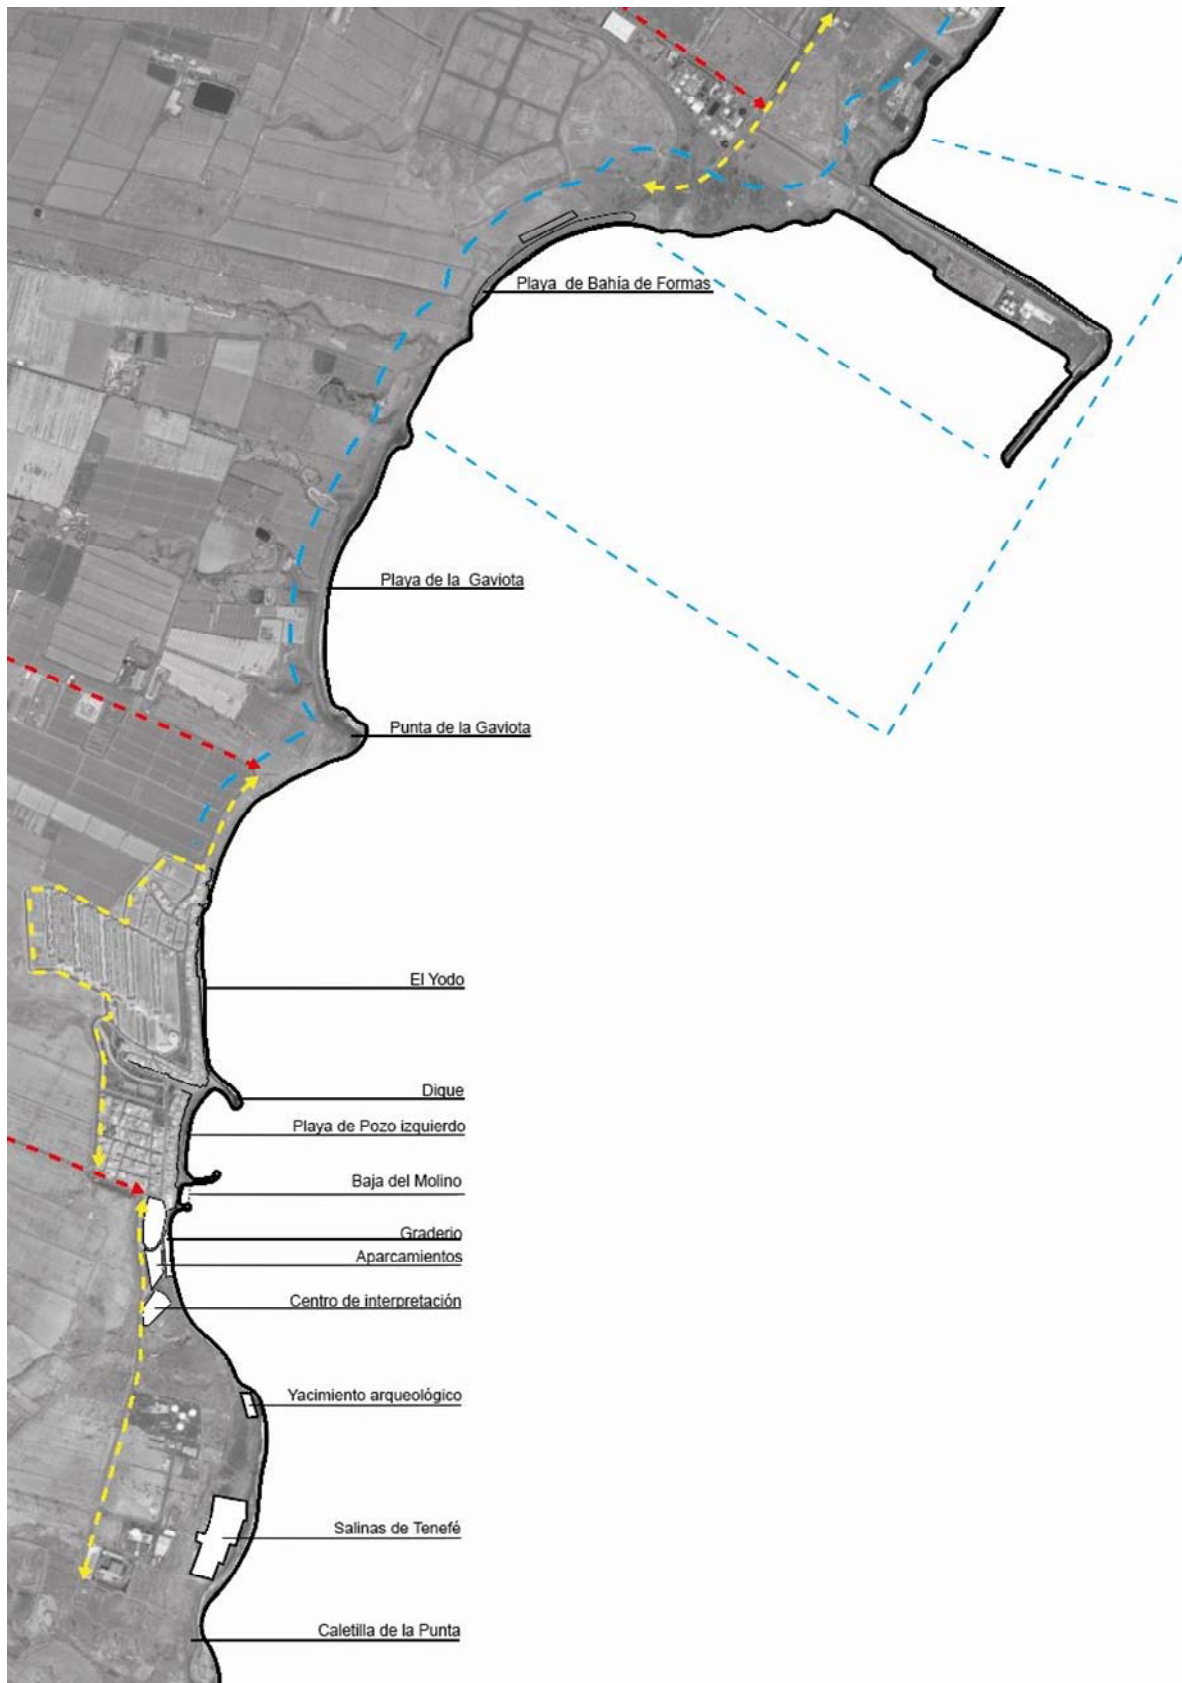 Playa de Bahía de Formas
Playa de la Gaviota
Punta de la Gaviota
El Yodo
Dique
Playa de Pozo izquierdo
Baja del Molino
Graderio
Aparcamientos
Centro de interpretación
Yacimiento arqueológico
Salinas de Tenefé
Caletilla de la Punta